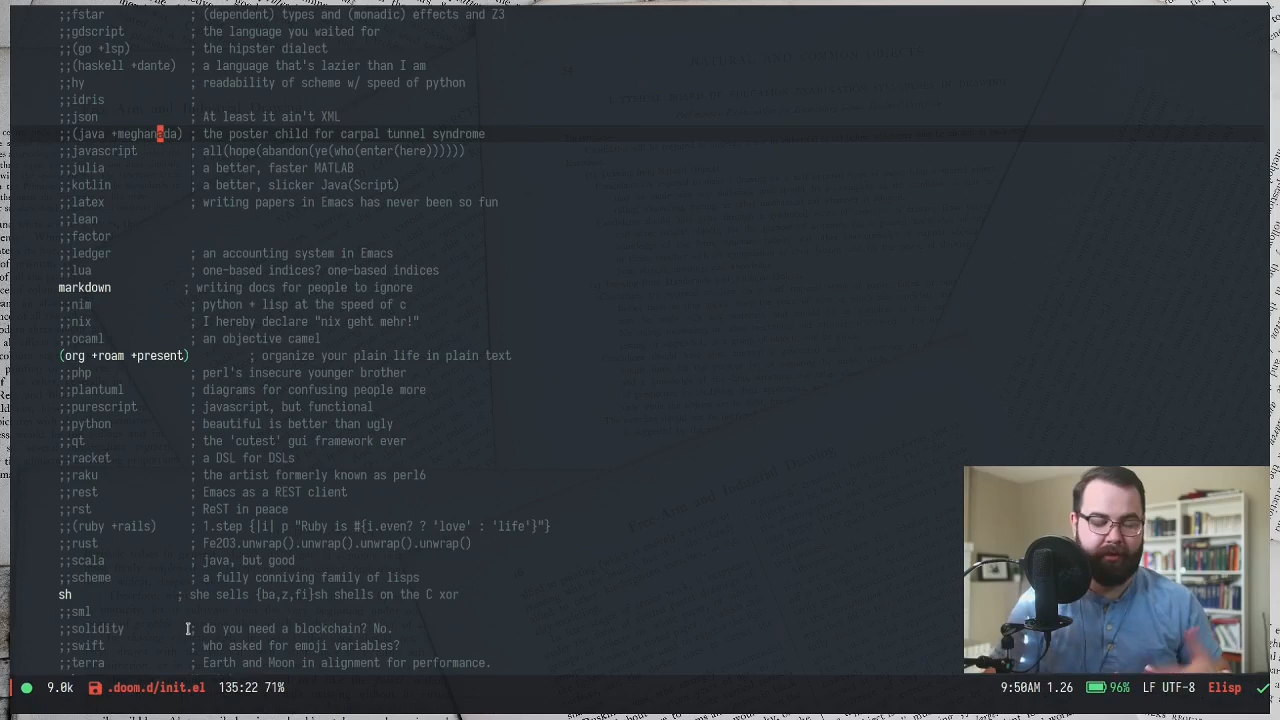 ;;fstar ; (dependent) types and (monadic) effects and Z3
;;gdscript ; the language you waited for
;;(go +lsp) ; the hipster dialect
;;(haskell +dante) ; a language that's lazier than I am
;;hy ; readability of scheme w/ speed of python
;;idris
;;json ; At least it ain't XML
;;(java +meghanada) ; the poster child for carpal tunnel syndrome
;;javascript ; all(hope(abandon(ye(who(enter(here))))))
;;julia ; a better, faster MATLAB
;;kotlin ; a better, slicker Java(Script)
;;latex ; writing papers in Emacs has never been so fun
;;lean
;;factor
;;ledger ; an accounting system in Emacs
;;lua ; one-based indices? one-based indices
markdown ; writing docs for people to ignore
;;nim ; python + lisp at the speed of c
;;nix ; I hereby declare "nix geht mehr!"
;;ocaml ; an objective camel
(org +roam +present) ; organize your plain life in plain text
;;php ; perl's insecure younger brother
;;plantuml ; diagrams for confusing people more
;;purescript ; javascript, but functional
;;python ; beautiful is better than ugly
;;qt ; the 'cutest' gui framework ever
;;racket ; a DSL for DSLs
;;raku ; the artist formerly known as perl6
;;rest ; Emacs as a REST client
;;rst ; ReST in peace
;;(ruby +rails) ; 1.step {|i| p "Ruby is #{i.even? ? 'love' : 'life'}"}
;;rust ; Fe2O3.unwrap().unwrap().unwrap().unwrap()
;;scala ; java, but good
;;scheme ; a fully conniving family of lisps
sh ; she sells {ba,z,fi}sh shells on the C xor
;;sml
;;solidity ; do you need a blockchain? No.
;;swift ; who asked for emoji variables?
;;terra ; Earth and Moon in alignment for performance.
9.0k .doom.d/init.el 135:22 71% 9:50AM 1.26 96% LF UTF-8 Elisp